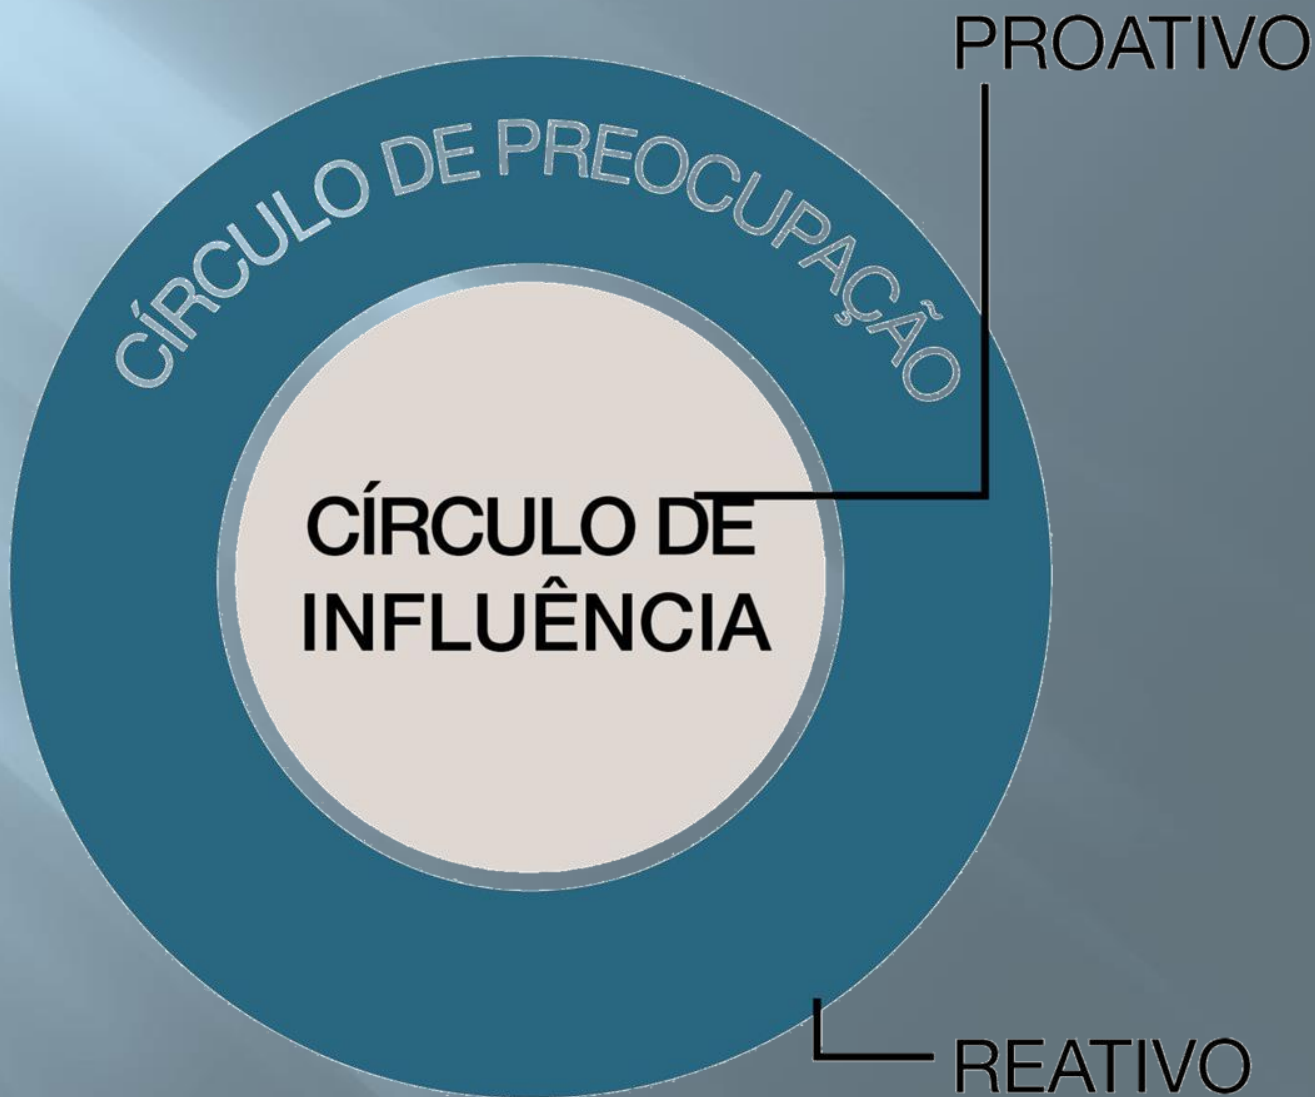 PROATIVO
CÍRCULO DE PREOCUPAÇÃO
CÍRCULO DE
INFLUÊNCIA
REATIVO